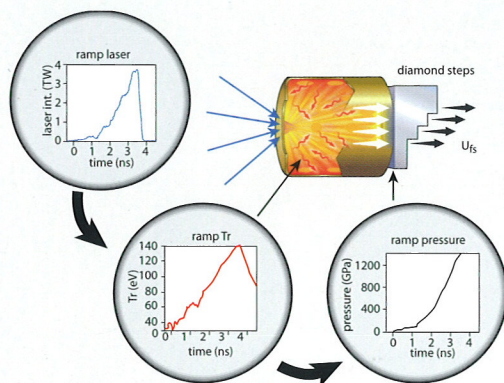 ramp laser
laser int. (TW)
4
3
2
1
0
0 1 2 3 4
time (ns)
diamond steps
Ufs
ramp Tr
Tr (eV)
140
120
100
80
60
40
0 1 2 3 4
time (ns)
ramp pressure
pressure (GPa)
1200
800
400
0
0 1 2 3 4
time (ns)